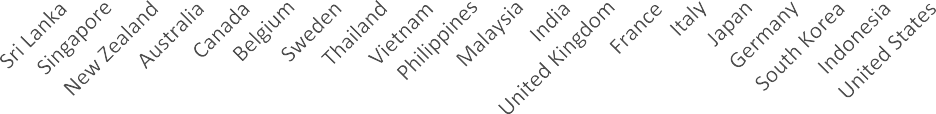 Sri Lanka
Singapore
New Zealand
Australia
Canada
Belgium
Sweden
Thailand
Vietnam
Philippines
Malaysia
India
United Kingdom
France
Italy
Japan
Germany
South Korea
Indonesia
United States